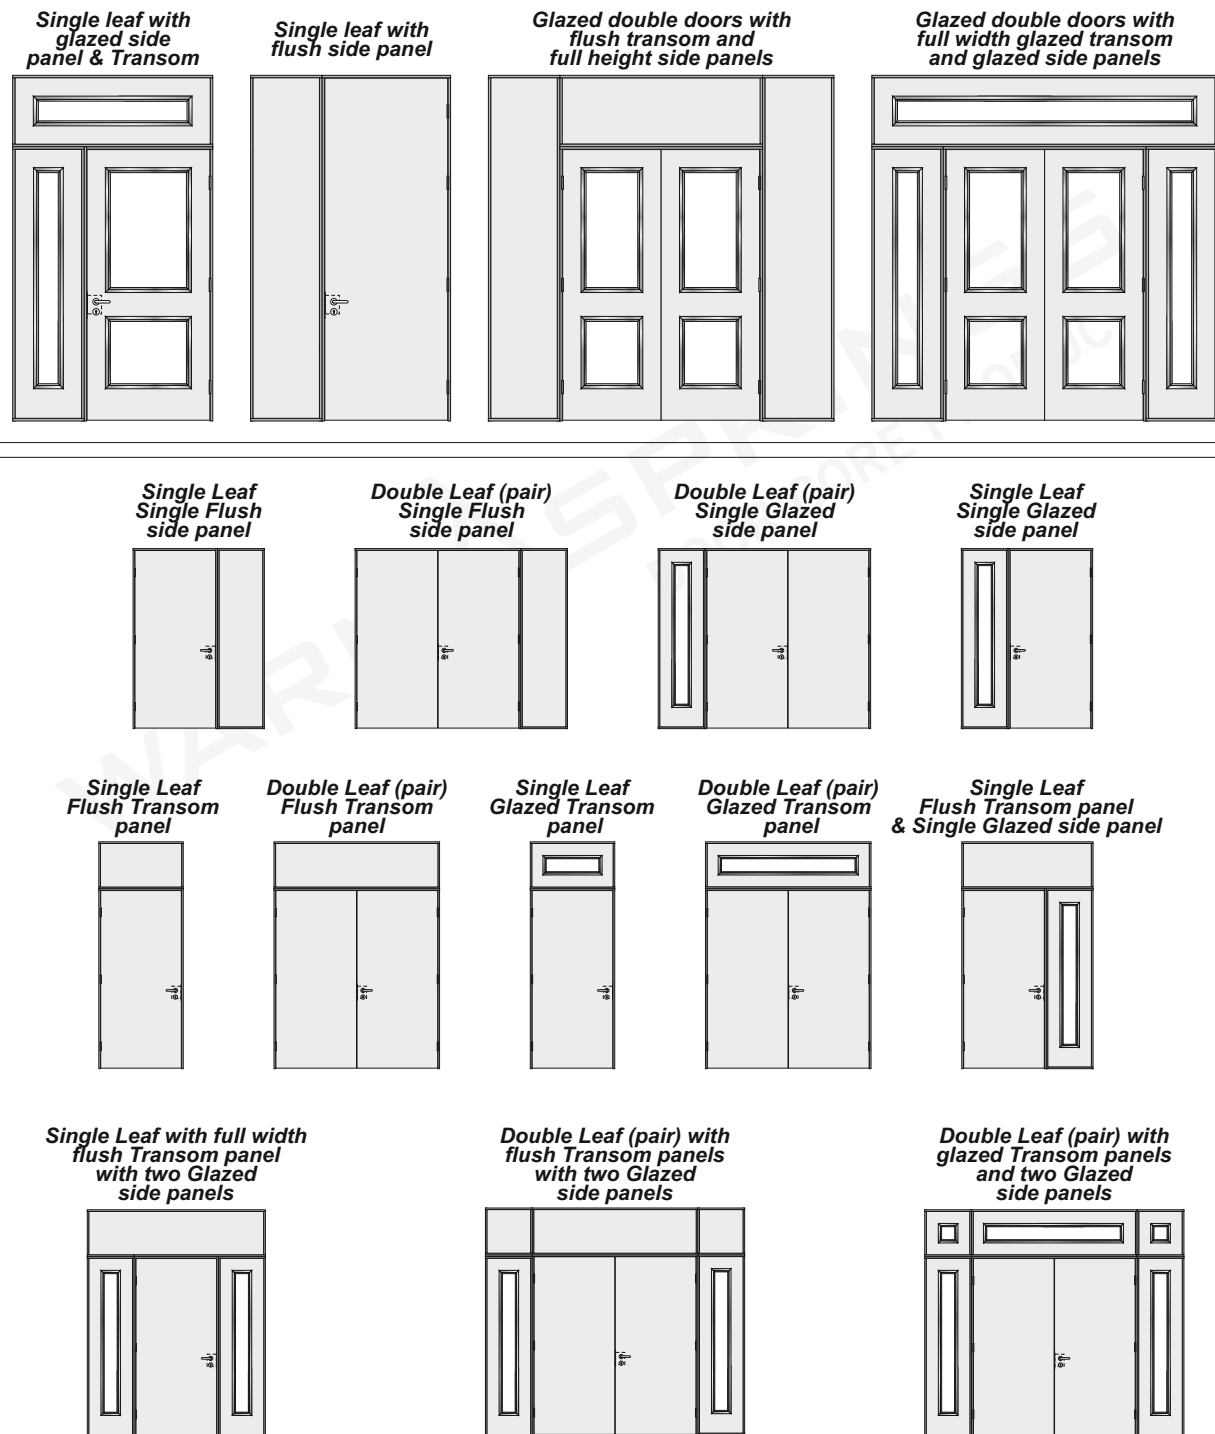 Single leaf with
glazed side
panel & Transom
Single leaf with
flush side panel
Glazed double doors with
flush transom and
full height side panels
Glazed double doors with
full width glazed transom
and glazed side panels
Single Leaf
Single Flush
side panel
Double Leaf (pair)
Single Flush
side panel
Double Leaf (pair)
Single Glazed
side panel
Single Leaf
Single Glazed
side panel
Single Leaf
Flush Transom
panel
Double Leaf (pair)
Flush Transom
panel
Single Leaf
Glazed Transom
panel
Double Leaf (pair)
Glazed Transom
panel
Single Leaf
Flush Transom panel
& Single Glazed side panel
Single Leaf with full width
flush Transom panel
with two Glazed
side panels
Double Leaf (pair) with
flush Transom panels
with two Glazed
side panels
Double Leaf (pair) with
glazed Transom panels
and two Glazed
side panels